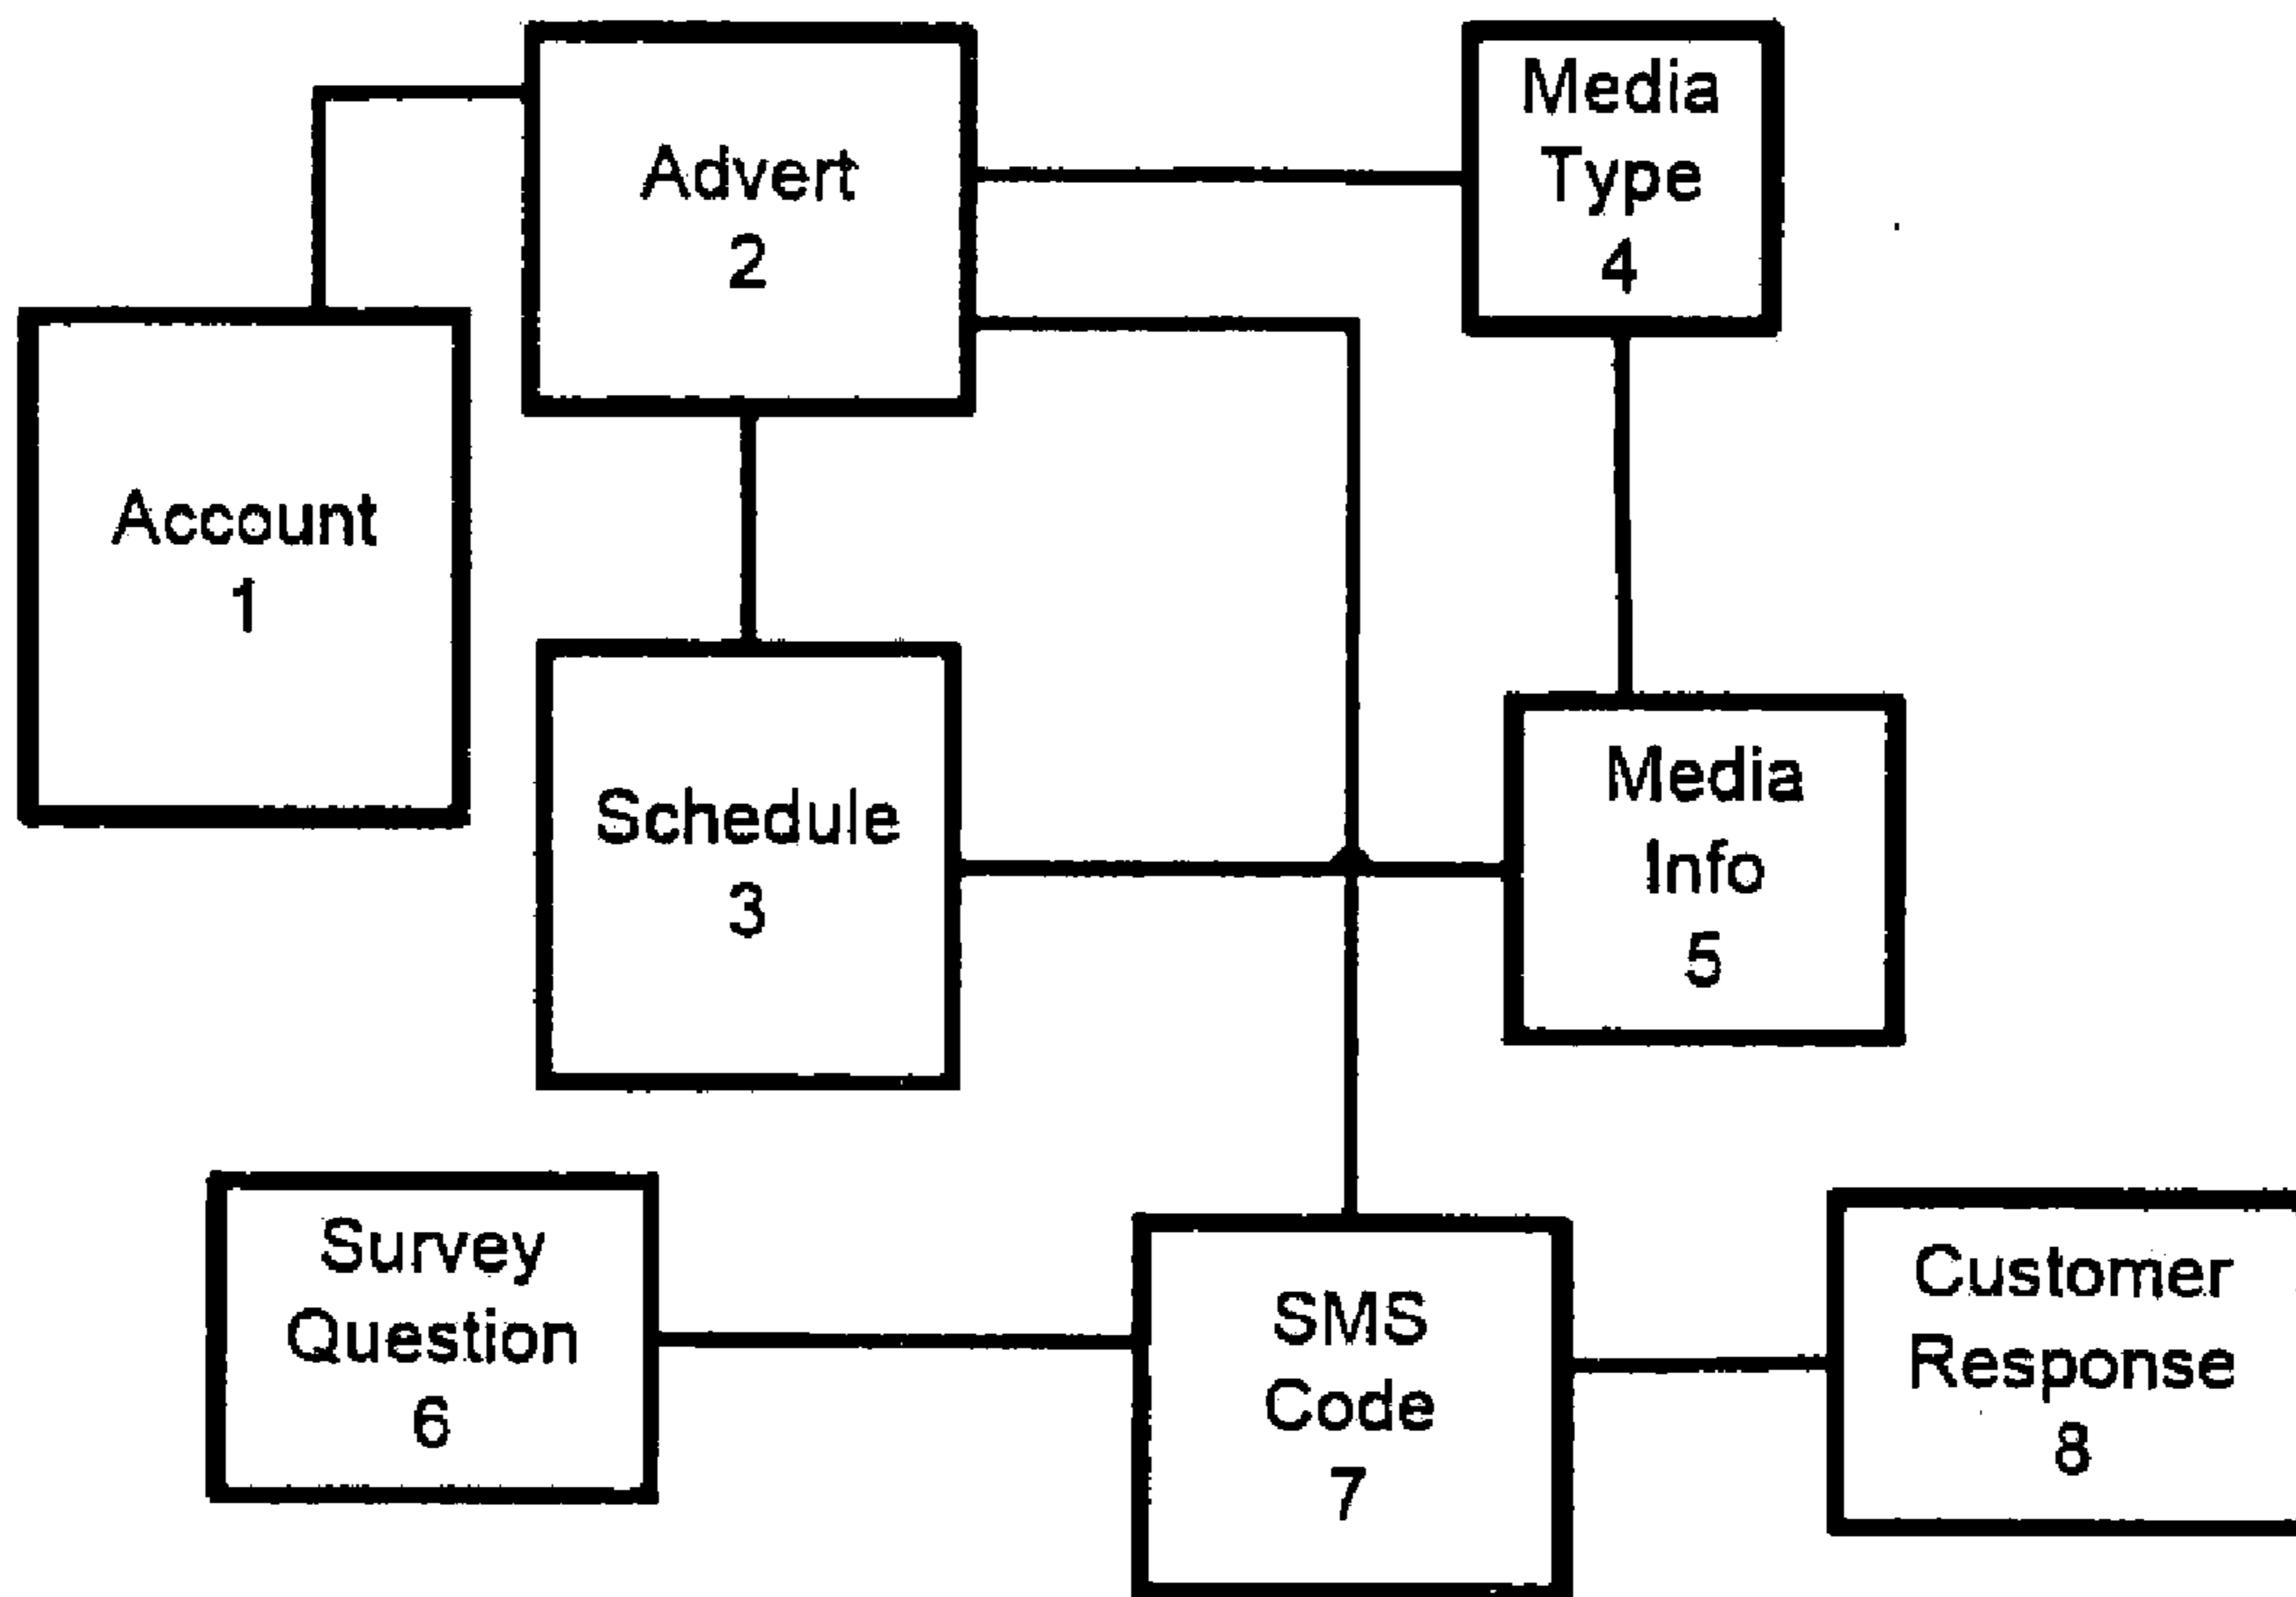 Advert
2
Media
Type
4
Account
1
Schedule
3
Media
Info
5
Survey
Question
6
SMS
Code
7
Customer
Response
8